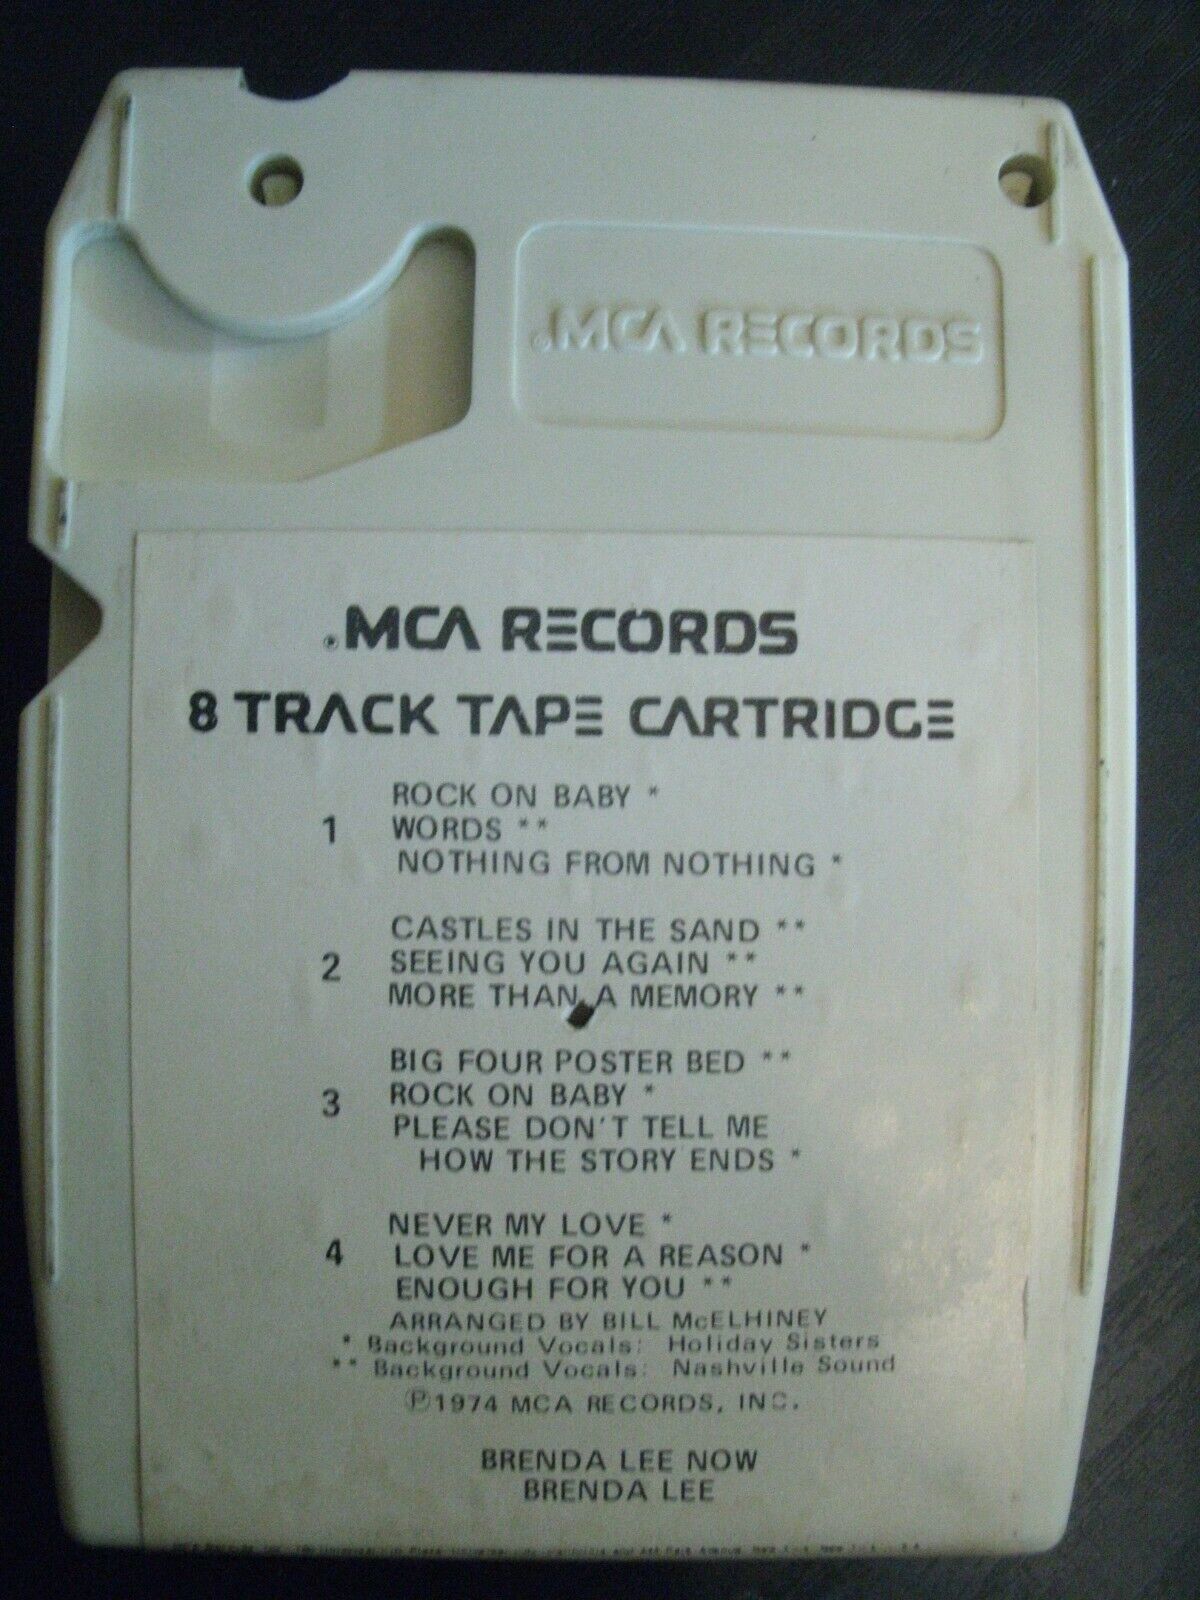 ®MCA RECORDS
®MCA RECORDS
8 TRACK TAPE CARTRIDGE
1
ROCK ON BABY *
WORDS **
NOTHING FROM NOTHING *
2
CASTLES IN THE SAND **
SEEING YOU AGAIN **
MORE THAN A MEMORY **
3
BIG FOUR POSTER BED **
ROCK ON BABY *
PLEASE DON'T TELL ME
HOW THE STORY ENDS *
4
NEVER MY LOVE *
LOVE ME FOR A REASON *
ENOUGH FOR YOU **
ARRANGED BY BILL McELHINEY
* Background Vocals: Holiday Sisters
** Background Vocals: Nashville Sound
℗1974 MCA RECORDS, INC.
BRENDA LEE NOW
BRENDA LEE